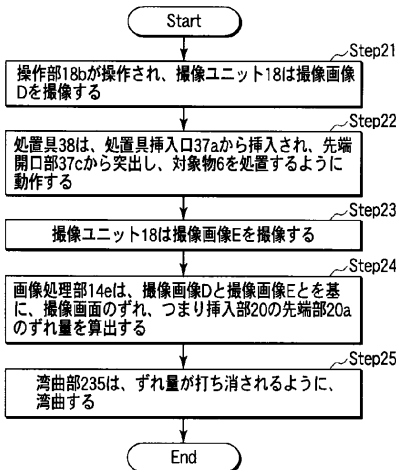 Start
Step21
操作部18bが操作され、撮像ユニット18は撮像画像
Dを撮像する
Step22
処置具38は、処置具挿入口37aから挿入され、先端
開口部37cから突出し、対象物6を処置するように
動作する
Step23
撮像ユニット18は撮像画像Eを撮像する
Step24
画像処理部14eは、撮像画像Dと撮像画像Eとを基
に、撮像画面のずれ、つまり挿入部20の先端部20a
のずれ量を算出する
Step25
湾曲部235は、ずれ量が打ち消されるように、
湾曲する
End